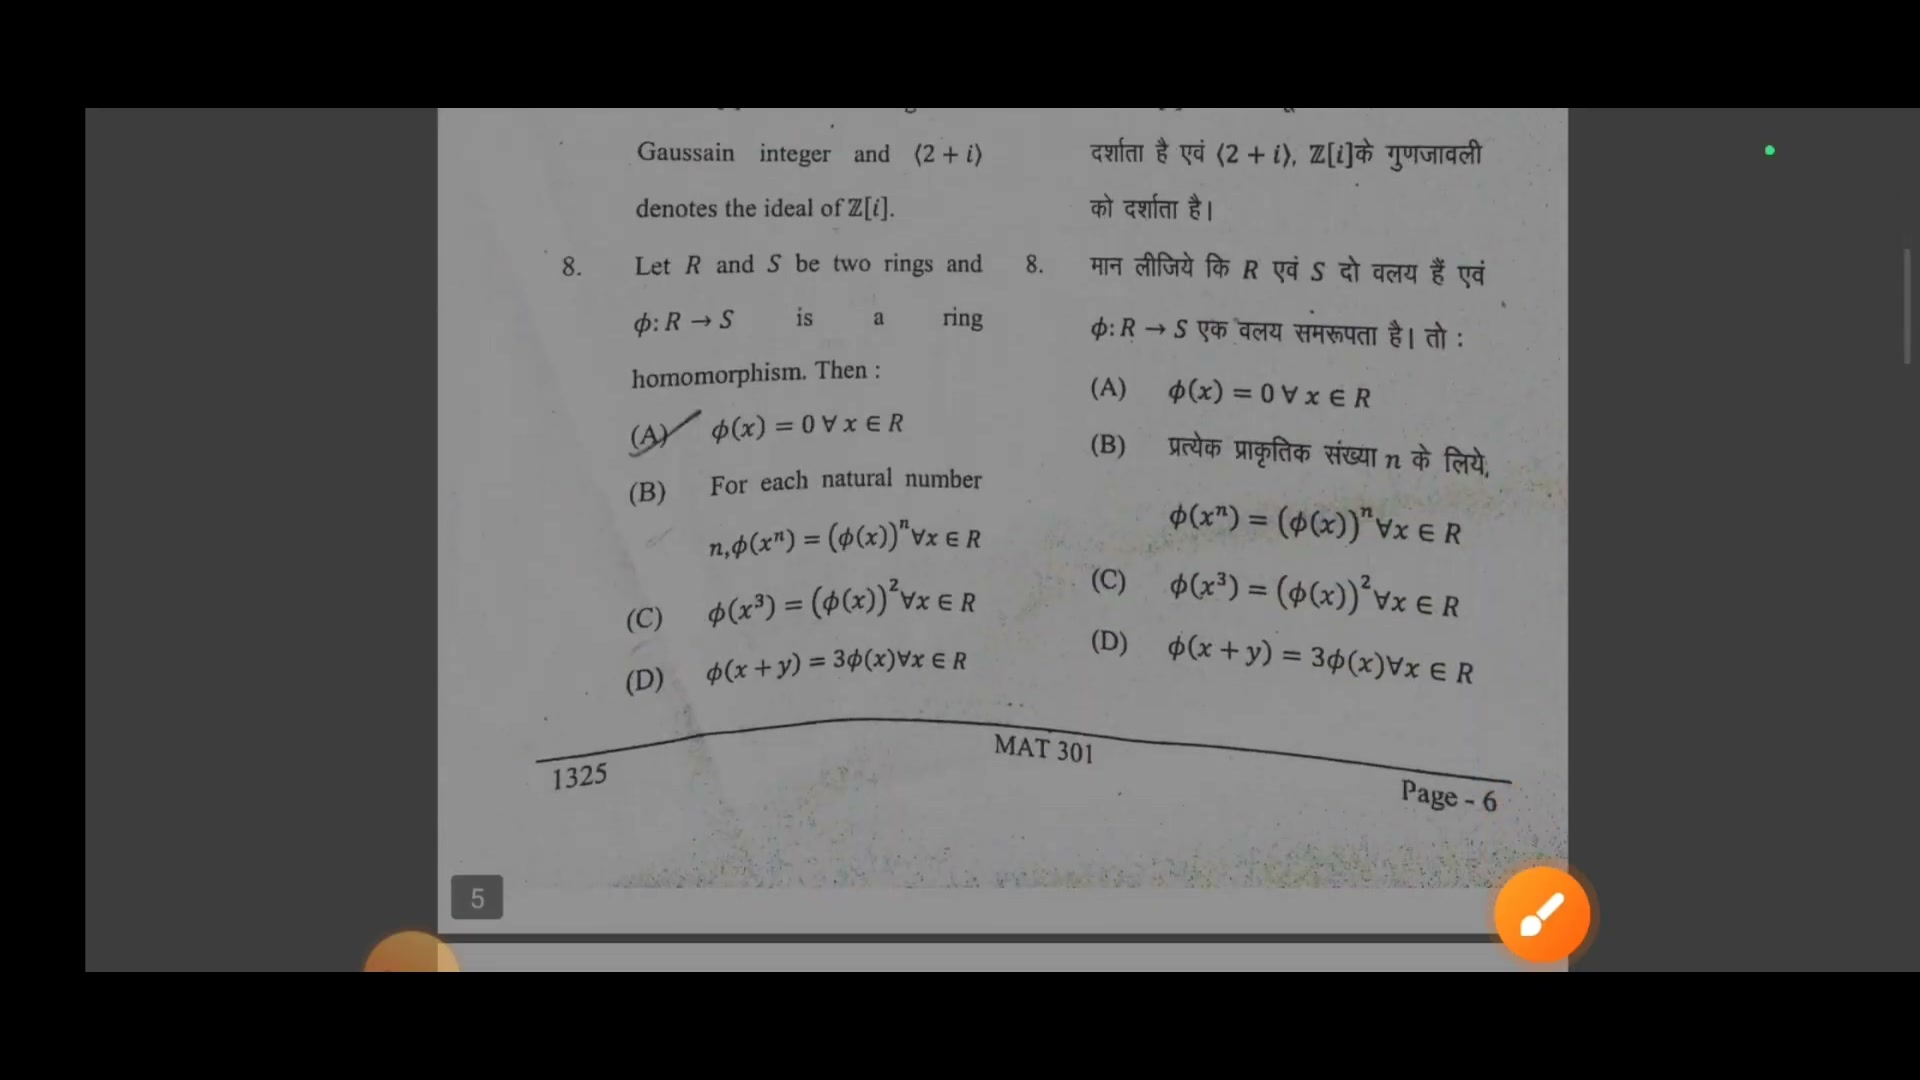 Gaussain integer and ⟨2 + i⟩
denotes the ideal of ℤ[i].
8. Let R and S be two rings and
ϕ: R → S is a ring
homomorphism. Then :
(A) ϕ(x) = 0 ∀ x ∈ R
(B) For each natural number
n,ϕ(xⁿ) = (ϕ(x))ⁿ∀x ∈ R
(C) ϕ(x³) = (ϕ(x))²∀x ∈ R
(D) ϕ(x + y) = 3ϕ(x)∀x ∈ R
दर्शाता है एवं ⟨2 + i⟩, ℤ[i]के गुणजावली
को दर्शाता है।
8. मान लीजिये कि R एवं S दो वलय हैं एवं
ϕ: R → S एक वलय समरूपता है। तो :
(A) ϕ(x) = 0 ∀ x ∈ R
(B) प्रत्येक प्राकृतिक संख्या n के लिये,
ϕ(xⁿ) = (ϕ(x))ⁿ∀x ∈ R
(C) ϕ(x³) = (ϕ(x))²∀x ∈ R
(D) ϕ(x + y) = 3ϕ(x)∀x ∈ R
1325
MAT 301
Page - 6
5